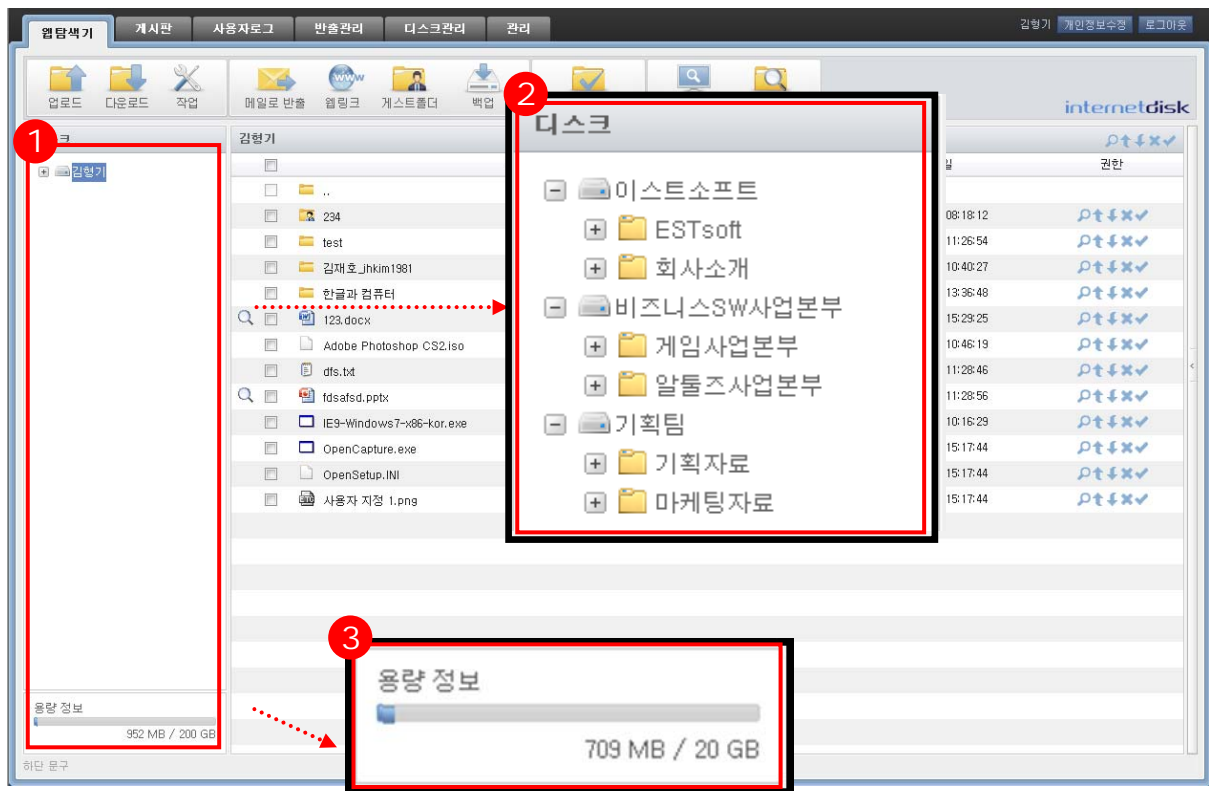 웹탐색기 게시판 사용자로그 반출관리 디스크관리 관리 김형기 개인정보수정 로그아웃
업로드 다운로드 작업 메일로 반출 웹링크 게스트폴더 백업
internetdisk
1 크 김형기
김형기 권한
..
234 08:18:12
test 11:26:54
김재호_jhkim1981 10:40:27
한글과 컴퓨터 13:36:48
123.docx 15:29:25
Adobe Photoshop CS2.iso 10:46:19
dfs.txt 11:28:46
fdsafsd.pptx 11:28:56
IE9-Windows7-x86-kor.exe 10:16:29
OpenCapture.exe 15:17:44
OpenSetup.INI 15:17:44
사용자 지정 1.png 15:17:44
2
디스크
이스트소프트
ESTsoft
회사소개
비즈니스SW사업본부
게임사업본부
알툴즈사업본부
기획팀
기획자료
마케팅자료
용량 정보
952 MB / 200 GB
하단 문구
3
용량 정보
709 MB / 20 GB